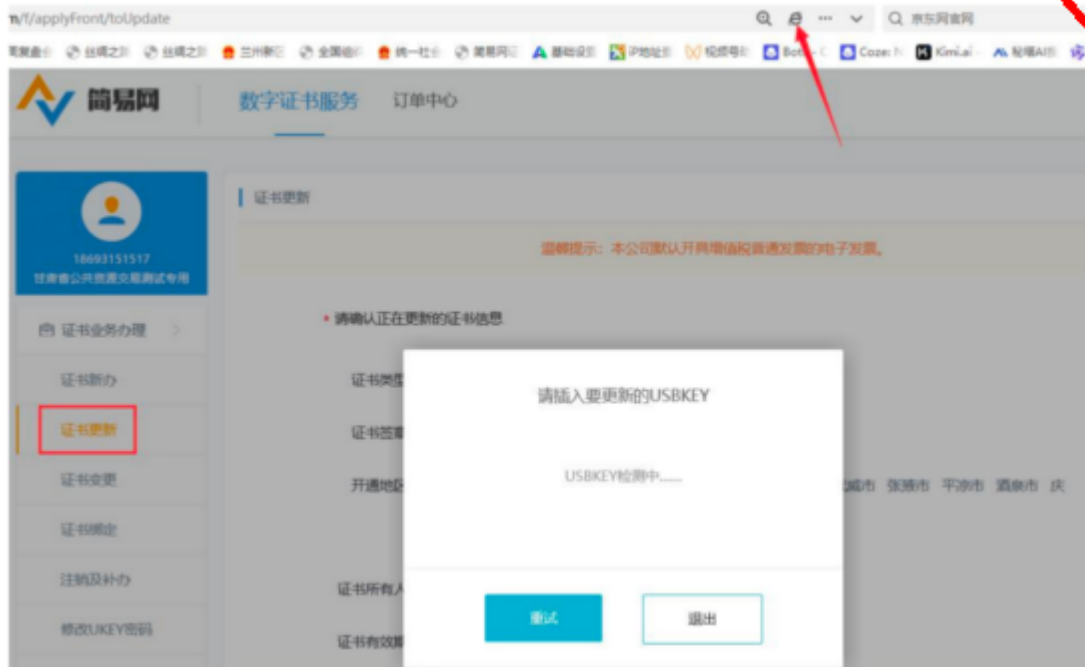 m/f/applyFront/toUpdate
京东网官网
丝绸之 丝绸之 兰州新区 全国 统一社会 简易网 基础设 IP地址 视频号 Bot - C Coze: N Kimi.ai - 秘塔AI
简易网 数字证书服务 订单中心
证书更新
温馨提示：本公司默认开具增值税普通发票的电子发票。
18693151517
甘肃省公共资源交易测试专用
请确认正在更新的证书信息
证书业务办理
证书新办
证书类型
请插入要更新的USBKEY
证书更新
证书签章
USBKEY检测中......
证书变更
开通地区
威市 张掖市 平凉市 酒泉市 庆
证书绑定
注销及补办
证书所有人
重试 退出
修改UKEY密码
证书有效期